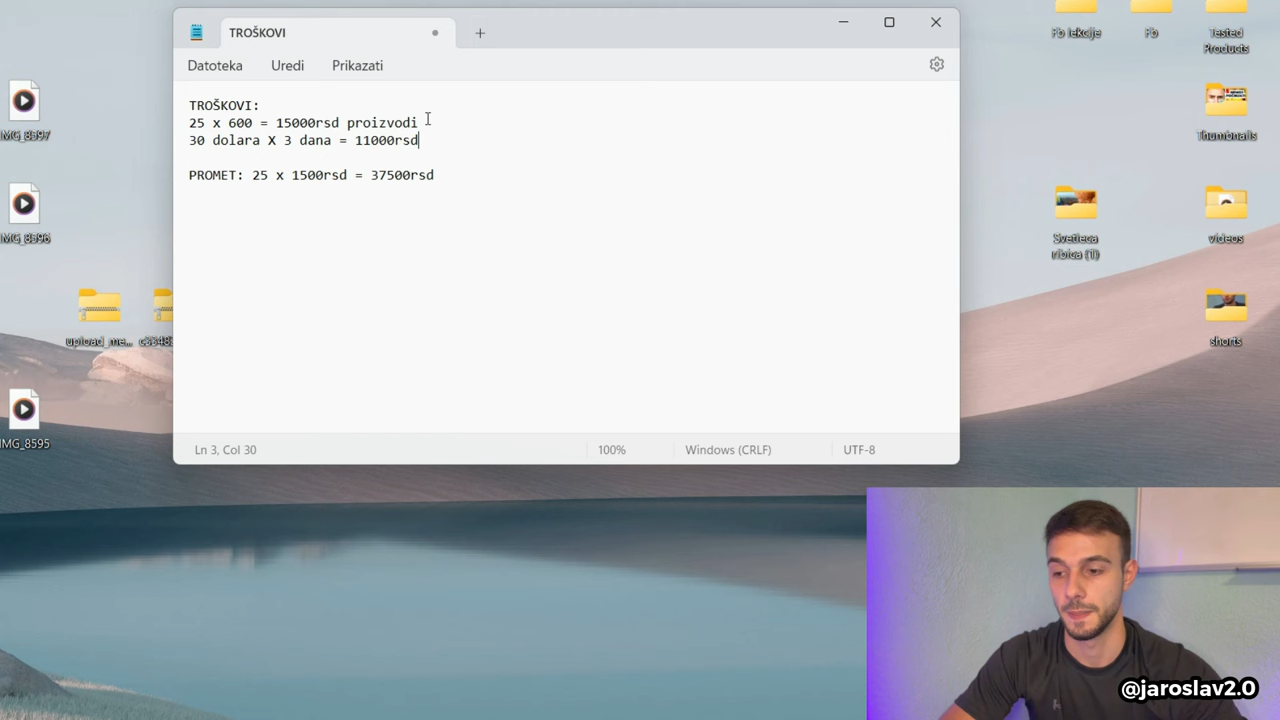 TROŠKOVI
Datoteka
Uredi
Prikazati
TROŠKOVI:
25 x 600 = 15000rsd proizvodi
30 dolara X 3 dana = 11000rsd
PROMET: 25 x 1500rsd = 37500rsd
Ln 3, Col 30
100%
Windows (CRLF)
UTF-8
Fb lekcije
Fb
Tested
Products
Thumbnails
Svetleca
ribica (1)
videos
shorts
IMG_8397
IMG_8396
upload_me...
IMG_8595
@jaroslav2.0